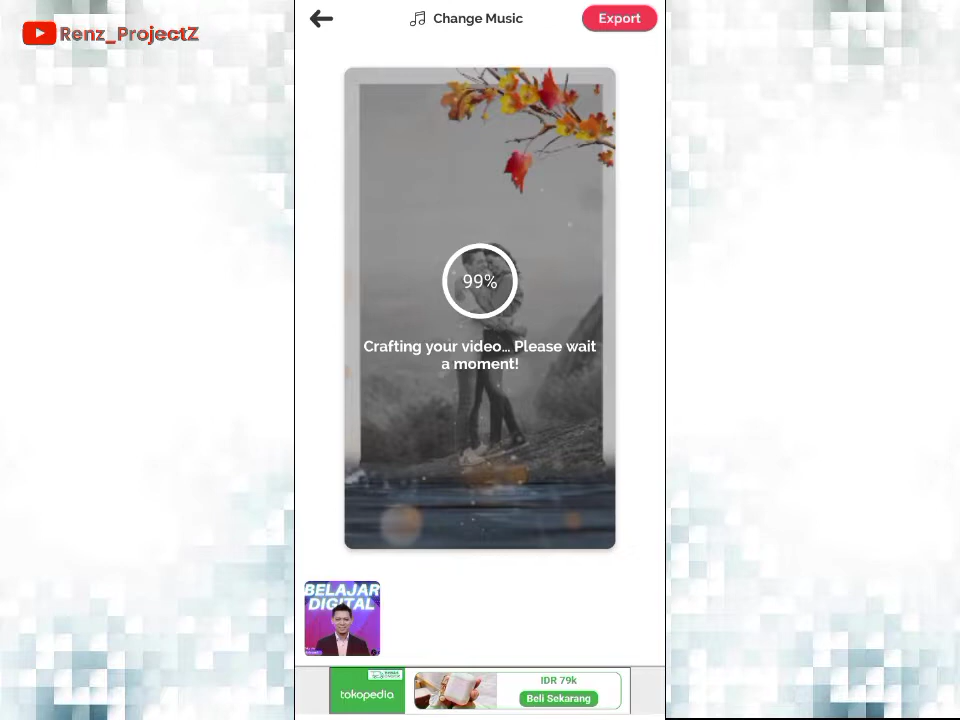 Renz_ProjectZ
Change Music
Export
99%
Crafting your video... Please wait
a moment!
BELAJAR
DIGITAL
tokopedia
IDR 79k
Beli Sekarang